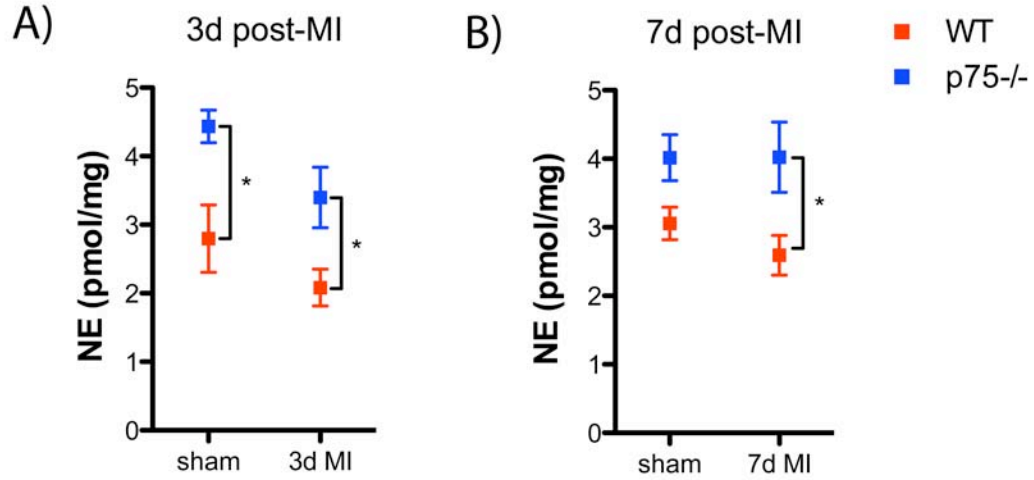 A)
3d post-MI
NE (pmol/mg)
5
4
3
2
1
0
*
*
sham
3d MI
B)
7d post-MI
NE (pmol/mg)
5
4
3
2
1
0
*
sham
7d MI
WT
p75-/-